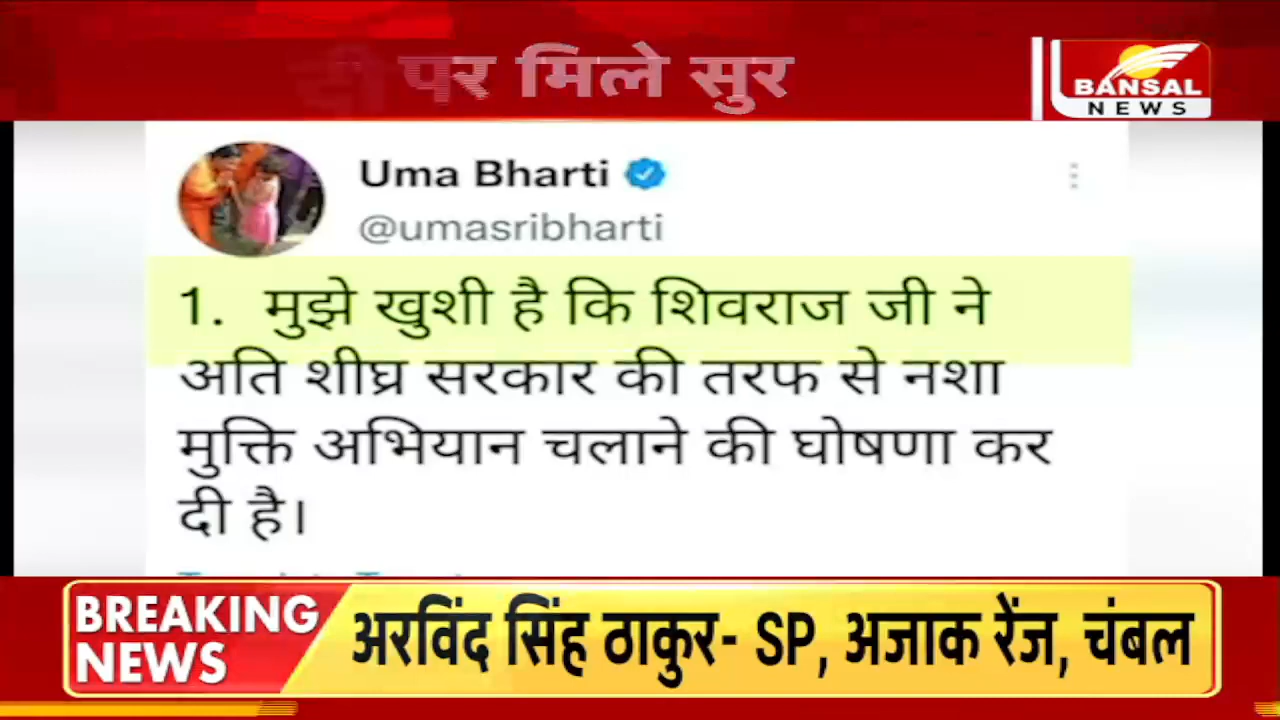 पर मिले सुर
BANSAL
NEWS
Uma Bharti
@umasribharti
1. मुझे खुशी है कि शिवराज जी ने
अति शीघ्र सरकार की तरफ से नशा
मुक्ति अभियान चलाने की घोषणा कर
दी है।
BREAKING
NEWS
अरविंद सिंह ठाकुर- SP, अजाक रेंज, चंबल